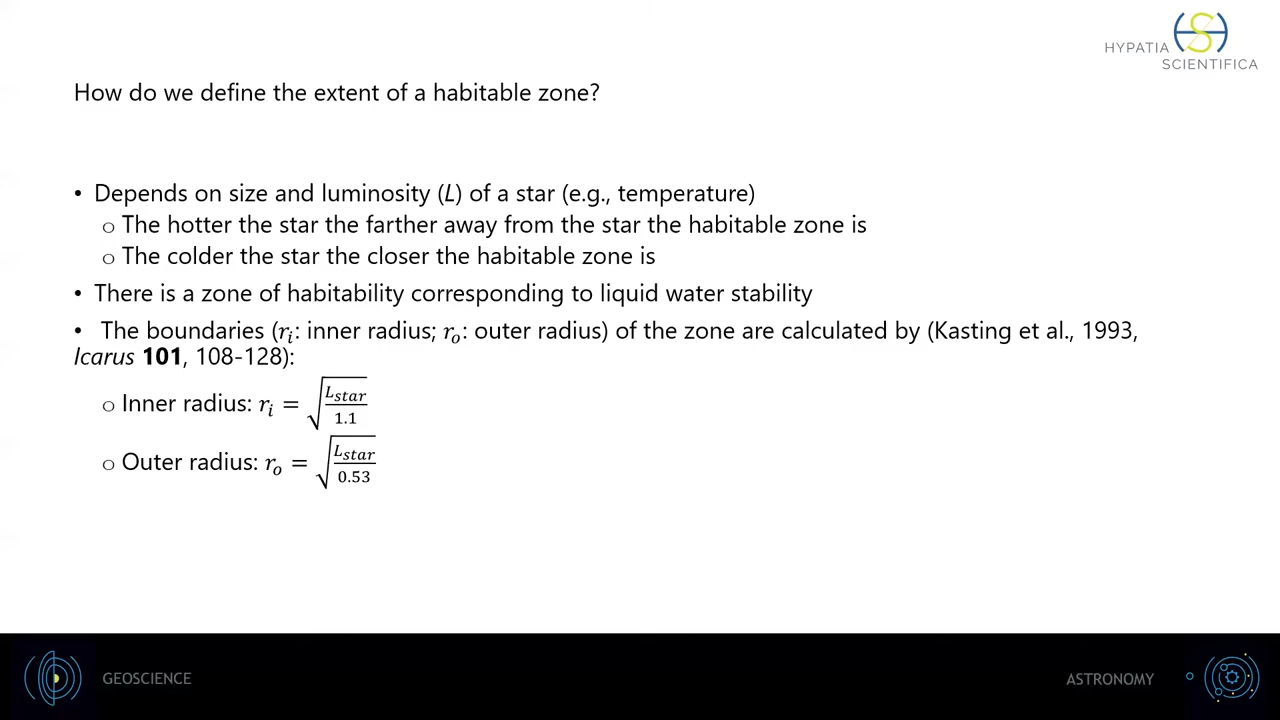 HYPATIA
SCIENTIFICA
How do we define the extent of a habitable zone?
• Depends on size and luminosity (L) of a star (e.g., temperature)
o The hotter the star the farther away from the star the habitable zone is
o The colder the star the closer the habitable zone is
• There is a zone of habitability corresponding to liquid water stability
• The boundaries (rᵢ: inner radius; rₒ: outer radius) of the zone are calculated by (Kasting et al., 1993,
Icarus 101, 108-128):
o Inner radius: rᵢ = √(L_star/1.1)
o Outer radius: rₒ = √(L_star/0.53)
GEOSCIENCE
ASTRONOMY